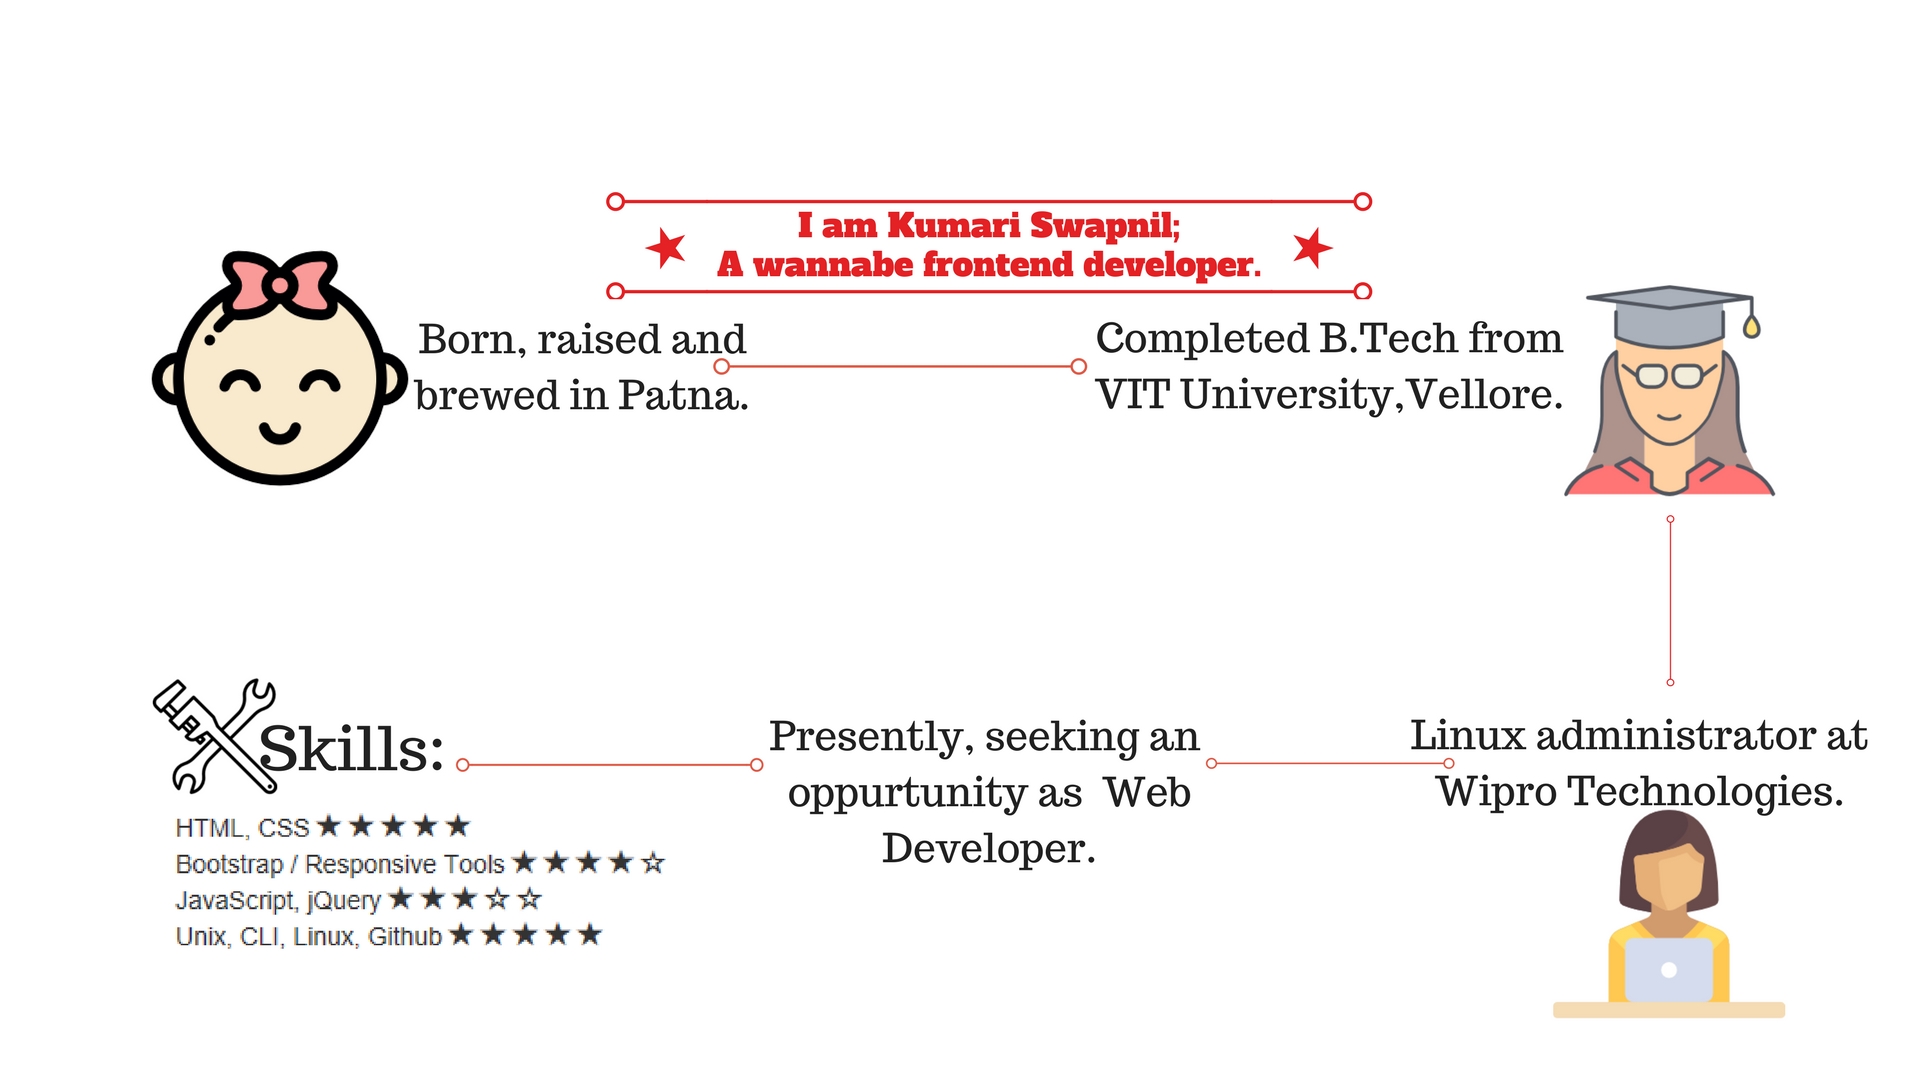 I am Kumari Swapnil;
A wannabe frontend developer.
Born, raised and
brewed in Patna.
Completed B.Tech from
VIT University,Vellore.
Linux administrator at
Wipro Technologies.
Presently, seeking an
oppurtunity as  Web
Developer.
Skills:
HTML, CSS ★ ★ ★ ★ ★
Bootstrap / Responsive Tools ★ ★ ★ ★ ☆
JavaScript, jQuery ★ ★ ★ ☆ ☆
Unix, CLI, Linux, Github ★ ★ ★ ★ ★